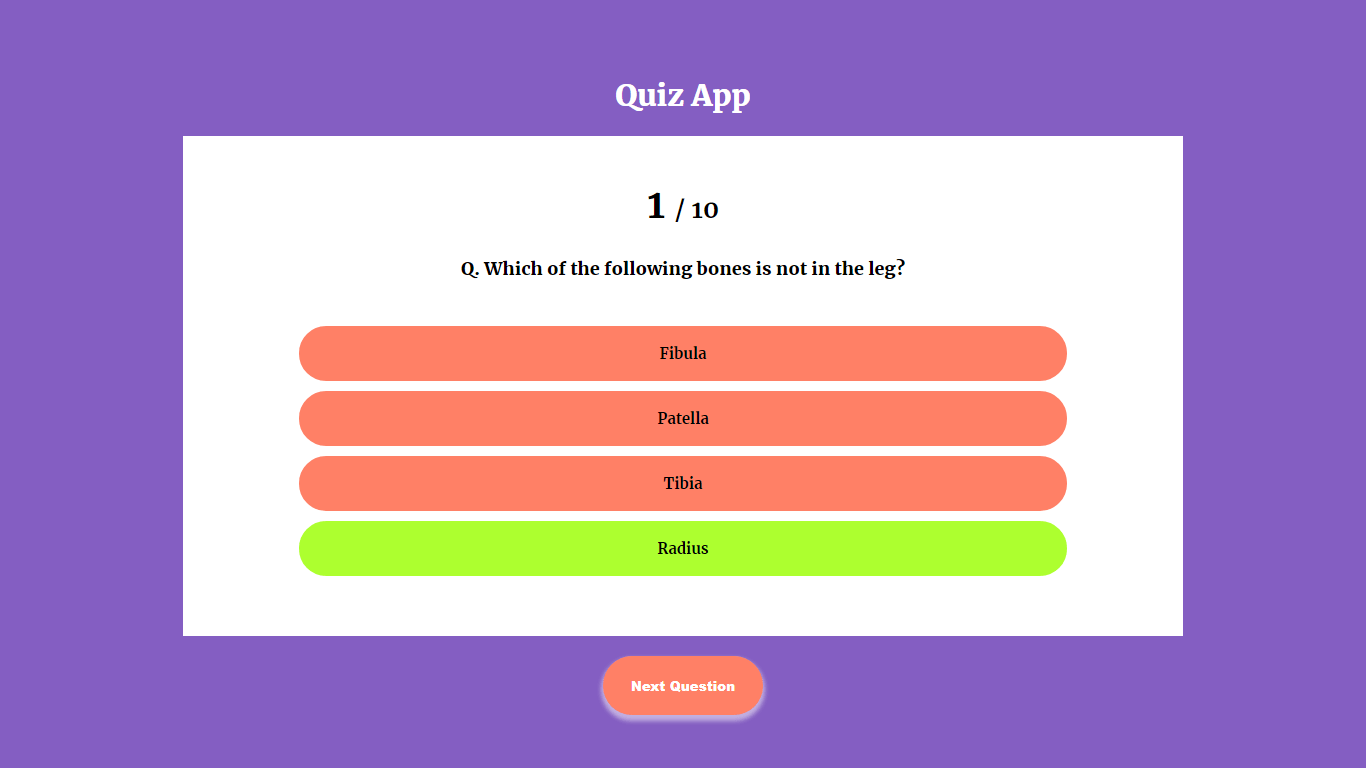 Quiz App
1 / 10
Q. Which of the following bones is not in the leg?
Fibula
Patella
Tibia
Radius
Next Question